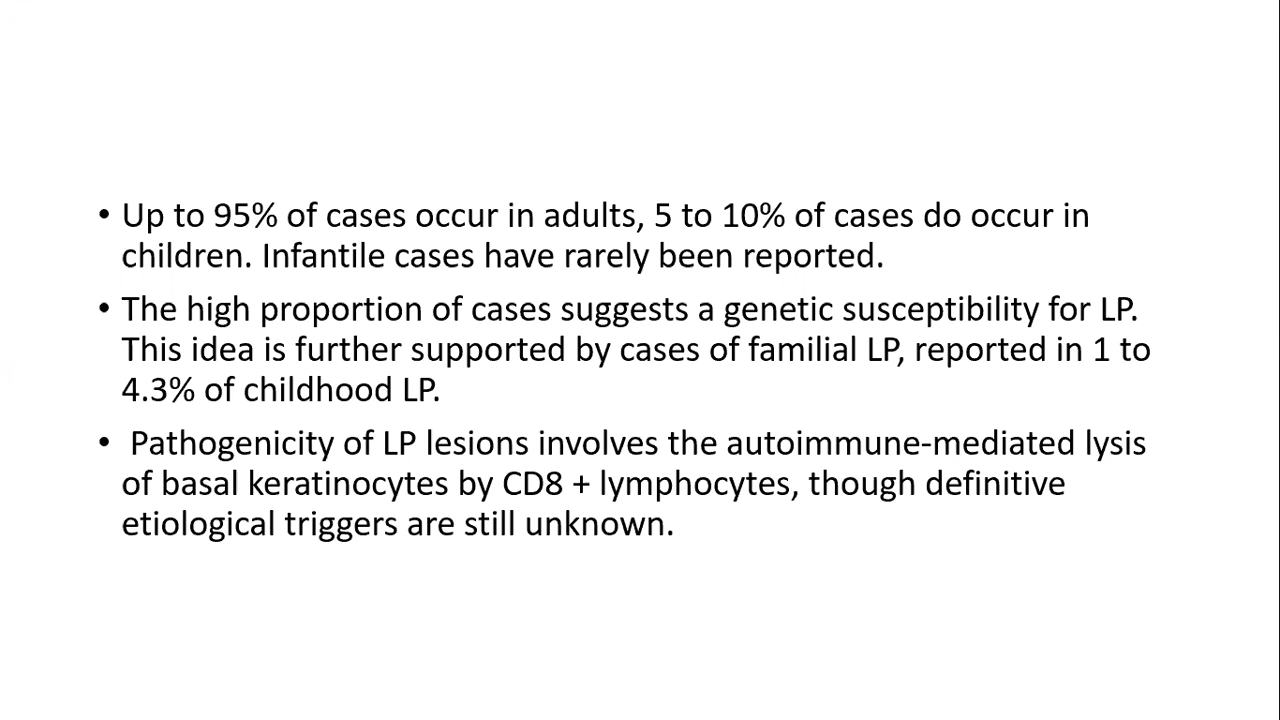 • Up to 95% of cases occur in adults, 5 to 10% of cases do occur in
children. Infantile cases have rarely been reported.
• The high proportion of cases suggests a genetic susceptibility for LP.
This idea is further supported by cases of familial LP, reported in 1 to
4.3% of childhood LP.
• Pathogenicity of LP lesions involves the autoimmune-mediated lysis
of basal keratinocytes by CD8 + lymphocytes, though definitive
etiological triggers are still unknown.